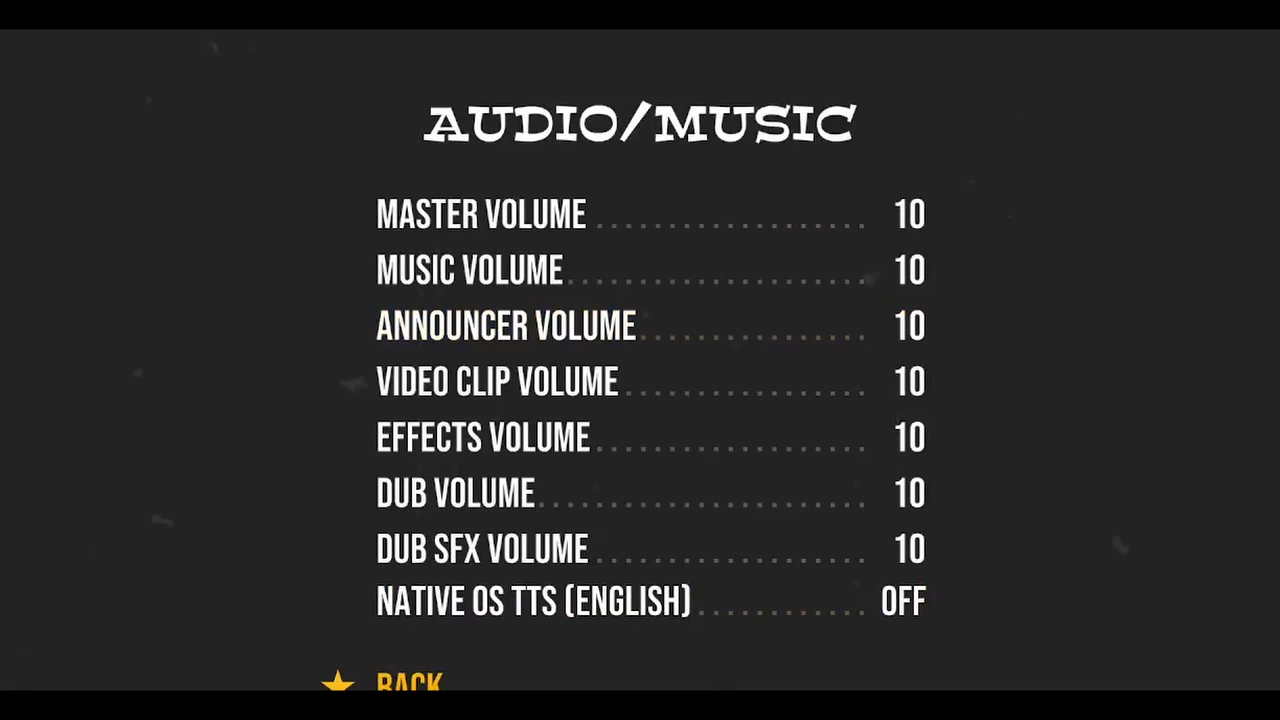 AUDIO/MUSIC
MASTER VOLUME .................. 10
MUSIC VOLUME .................... 10
ANNOUNCER VOLUME ............... 10
VIDEO CLIP VOLUME ................ 10
EFFECTS VOLUME .................. 10
DUB VOLUME ...................... 10
DUB SFX VOLUME .................. 10
NATIVE OS TTS (ENGLISH) ............ OFF
BACK